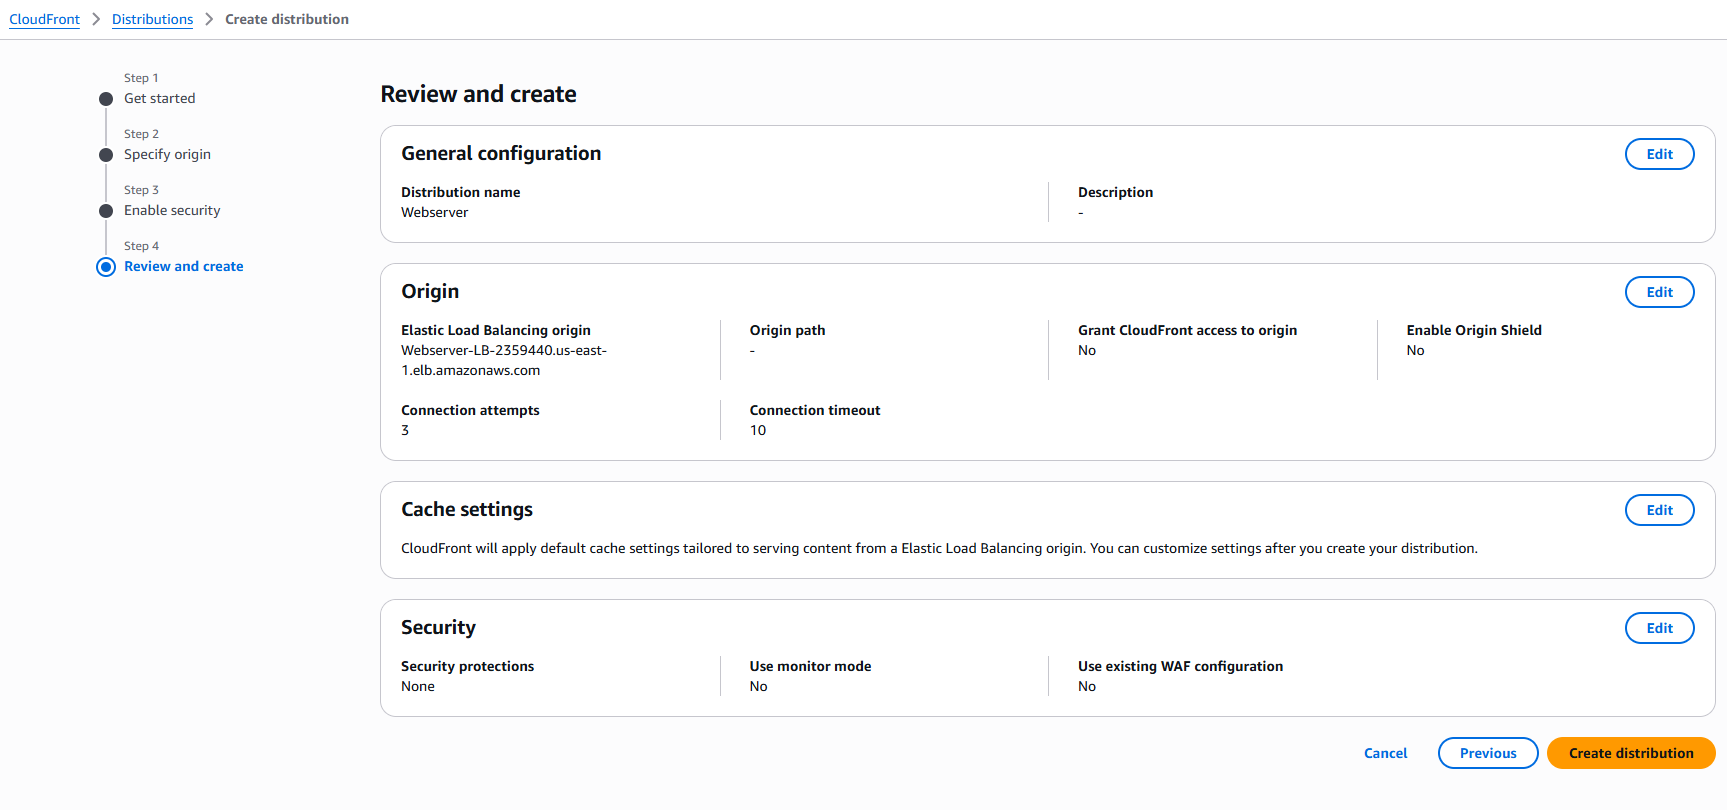 CloudFront > Distributions > Create distribution
Step 1
Get started
Step 2
Specify origin
Step 3
Enable security
Step 4
Review and create
Review and create
General configuration
Edit
Distribution name
Webserver
Description
-
Origin
Edit
Elastic Load Balancing origin
Webserver-LB-2359440.us-east-
1.elb.amazonaws.com
Origin path
-
Grant CloudFront access to origin
No
Enable Origin Shield
No
Connection attempts
3
Connection timeout
10
Cache settings
Edit
CloudFront will apply default cache settings tailored to serving content from a Elastic Load Balancing origin. You can customize settings after you create your distribution.
Security
Edit
Security protections
None
Use monitor mode
No
Use existing WAF configuration
No
Cancel
Previous
Create distribution